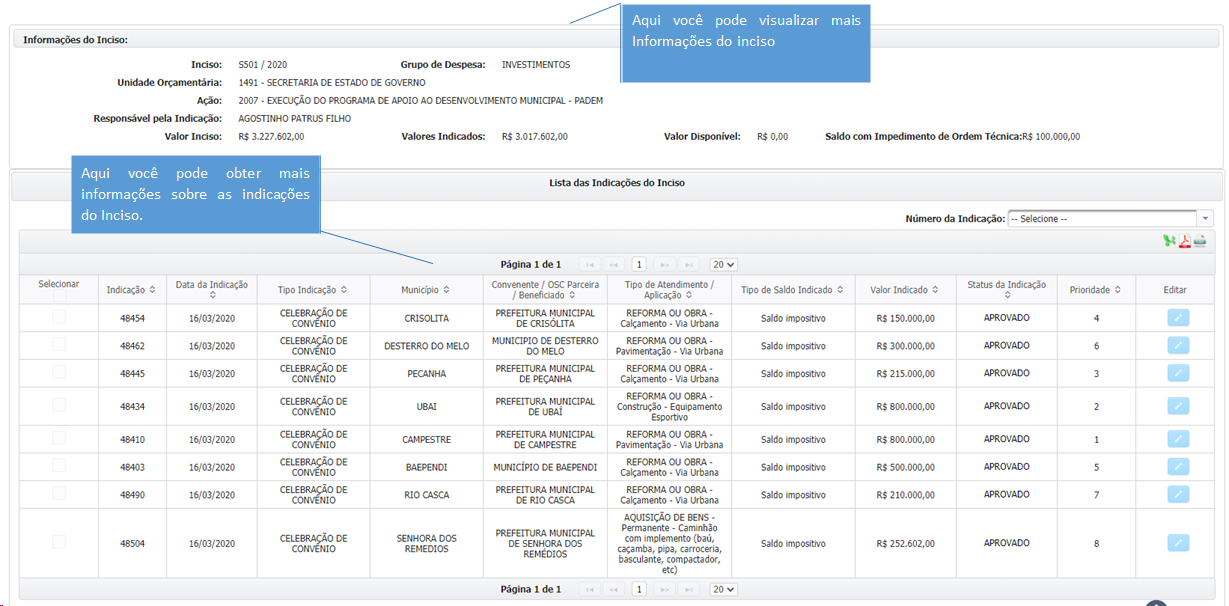 Aqui você pode visualizar mais
Informações do inciso
Informações do Inciso:
Inciso: S501 / 2020 Grupo de Despesa: INVESTIMENTOS
Unidade Orçamentária: 1491 - SECRETARIA DE ESTADO DE GOVERNO
Ação: 2007 - EXECUÇÃO DO PROGRAMA DE APOIO AO DESENVOLVIMENTO MUNICIPAL - PADEM
Responsável pela Indicação: AGOSTINHO PATRUS FILHO
Valor Inciso: R$ 3.227.602,00 Valores Indicados: R$ 3.017.602,00 Valor Disponível: R$ 0,00 Saldo com Impedimento de Ordem Técnica:R$ 100.000,00
Aqui você pode obter mais
informações sobre as indicações
do Inciso.
Lista das Indicações do Inciso
Número da Indicação: -- Selecione --
Página 1 de 1 1 20
Selecionar
Indicação
Data da Indicação
Tipo Indicação
Município
Convenente / OSC Parceira
/ Beneficiado
Tipo de Atendimento /
Aplicação
Tipo de Saldo Indicado
Valor Indicado
Status da Indicação
Prioridade
Editar
48454
16/03/2020
CELEBRAÇÃO DE
CONVÊNIO
CRISOLITA
PREFEITURA MUNICIPAL
DE CRISÓLITA
REFORMA OU OBRA -
Calçamento - Via Urbana
Saldo impositivo
R$ 150.000,00
APROVADO
4
48462
16/03/2020
CELEBRAÇÃO DE
CONVÊNIO
DESTERRO DO MELO
MUNICIPIO DE DESTERRO
DO MELO
REFORMA OU OBRA -
Pavimentação - Via Urbana
Saldo impositivo
R$ 300.000,00
APROVADO
6
48445
16/03/2020
CELEBRAÇÃO DE
CONVÊNIO
PECANHA
PREFEITURA MUNICIPAL
DE PEÇANHA
REFORMA OU OBRA -
Calçamento - Via Urbana
Saldo impositivo
R$ 215.000,00
APROVADO
3
48434
16/03/2020
CELEBRAÇÃO DE
CONVÊNIO
UBAI
PREFEITURA MUNICIPAL
DE UBAÍ
REFORMA OU OBRA -
Construção - Equipamento
Esportivo
Saldo impositivo
R$ 800.000,00
APROVADO
2
48410
16/03/2020
CELEBRAÇÃO DE
CONVÊNIO
CAMPESTRE
PREFEITURA MUNICIPAL
DE CAMPESTRE
REFORMA OU OBRA -
Pavimentação - Via Urbana
Saldo impositivo
R$ 800.000,00
APROVADO
1
48403
16/03/2020
CELEBRAÇÃO DE
CONVÊNIO
BAEPENDI
MUNICÍPIO DE BAEPENDI
REFORMA OU OBRA -
Calçamento - Via Urbana
Saldo impositivo
R$ 500.000,00
APROVADO
5
48490
16/03/2020
CELEBRAÇÃO DE
CONVÊNIO
RIO CASCA
PREFEITURA MUNICIPAL
DE RIO CASCA
REFORMA OU OBRA -
Calçamento - Via Urbana
Saldo impositivo
R$ 210.000,00
APROVADO
7
48504
16/03/2020
CELEBRAÇÃO DE
CONVÊNIO
SENHORA DOS
REMEDIOS
PREFEITURA MUNICIPAL
DE SENHORA DOS
REMÉDIOS
AQUISIÇÃO DE BENS -
Permanente - Caminhão
com implemento (baú,
caçamba, pipa, carroceria,
basculante, compactador,
etc)
Saldo impositivo
R$ 252.602,00
APROVADO
8
Página 1 de 1 1 20